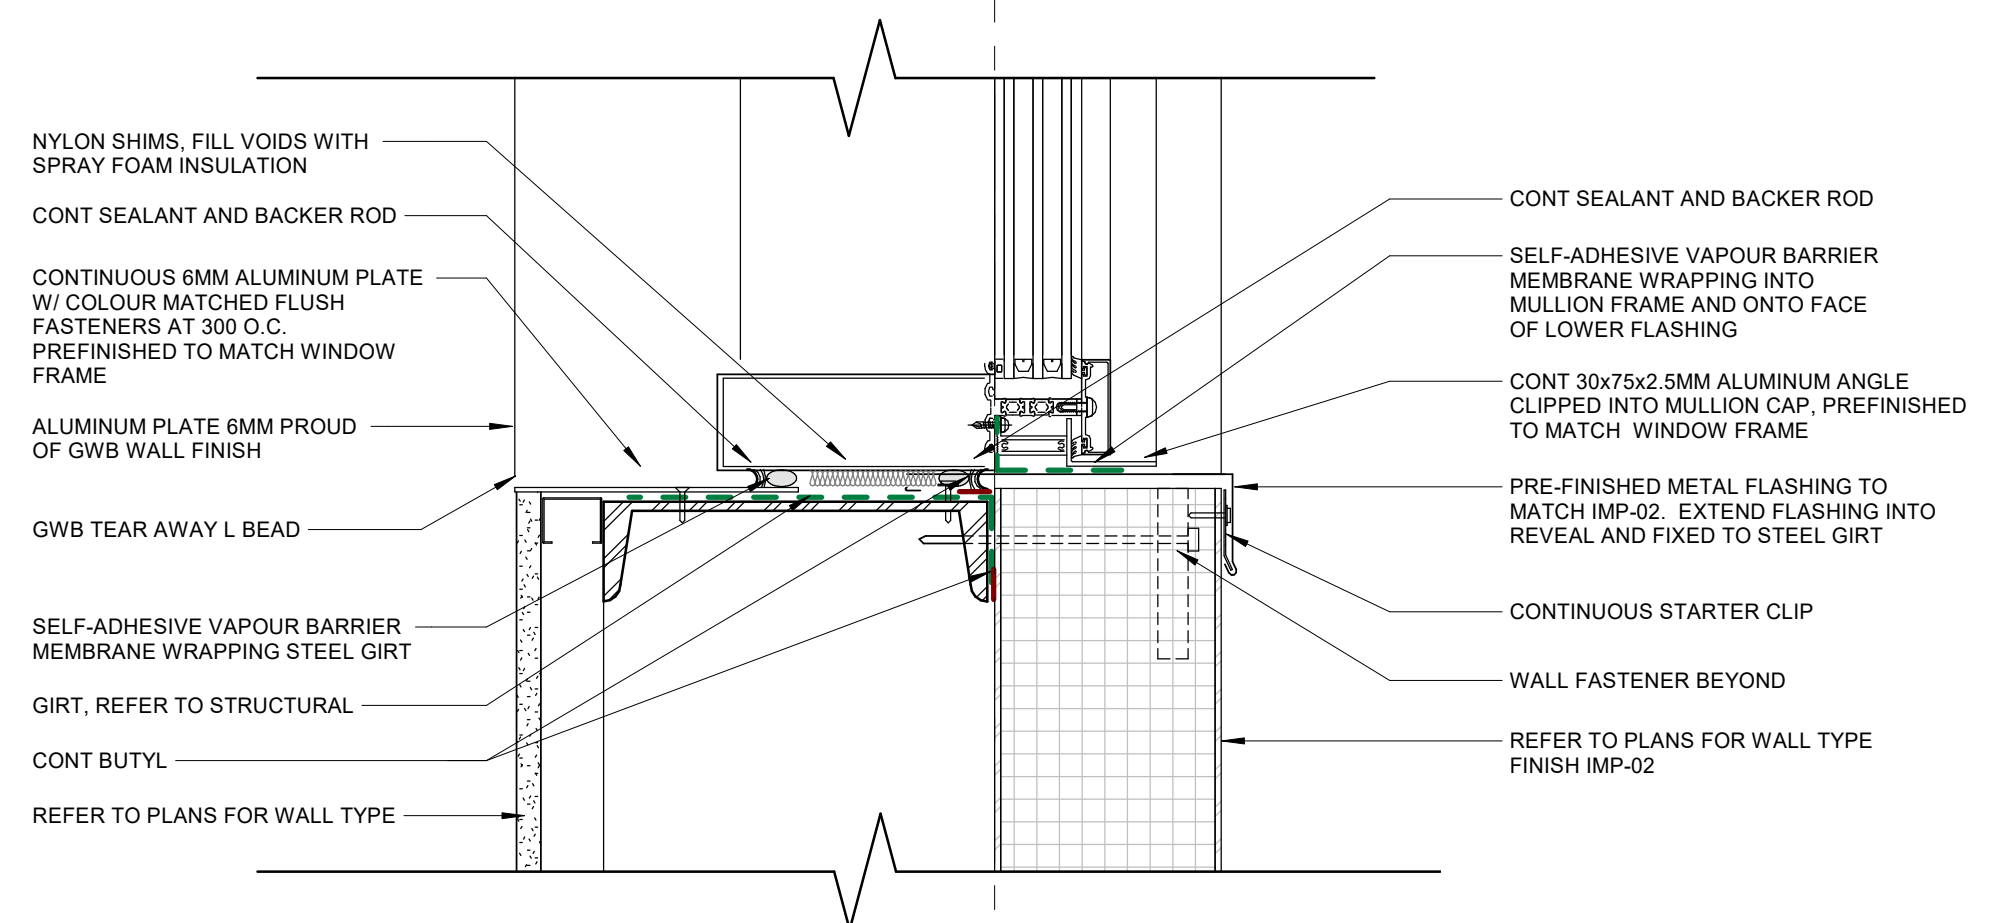 NYLON SHIMS, FILL VOIDS WITH
SPRAY FOAM INSULATION
CONT SEALANT AND BACKER ROD
CONTINUOUS 6MM ALUMINUM PLATE
W/ COLOUR MATCHED FLUSH
FASTENERS AT 300 O.C.
PREFINISHED TO MATCH WINDOW
FRAME
ALUMINUM PLATE 6MM PROUD
OF GWB WALL FINISH
GWB TEAR AWAY L BEAD
SELF-ADHESIVE VAPOUR BARRIER
MEMBRANE WRAPPING STEEL GIRT
GIRT, REFER TO STRUCTURAL
CONT BUTYL
REFER TO PLANS FOR WALL TYPE
CONT SEALANT AND BACKER ROD
SELF-ADHESIVE VAPOUR BARRIER
MEMBRANE WRAPPING INTO
MULLION FRAME AND ONTO FACE
OF LOWER FLASHING
CONT 30x75x2.5MM ALUMINUM ANGLE
CLIPPED INTO MULLION CAP, PREFINISHED
TO MATCH WINDOW FRAME
PRE-FINISHED METAL FLASHING TO
MATCH IMP-02. EXTEND FLASHING INTO
REVEAL AND FIXED TO STEEL GIRT
CONTINUOUS STARTER CLIP
WALL FASTENER BEYOND
REFER TO PLANS FOR WALL TYPE
FINISH IMP-02